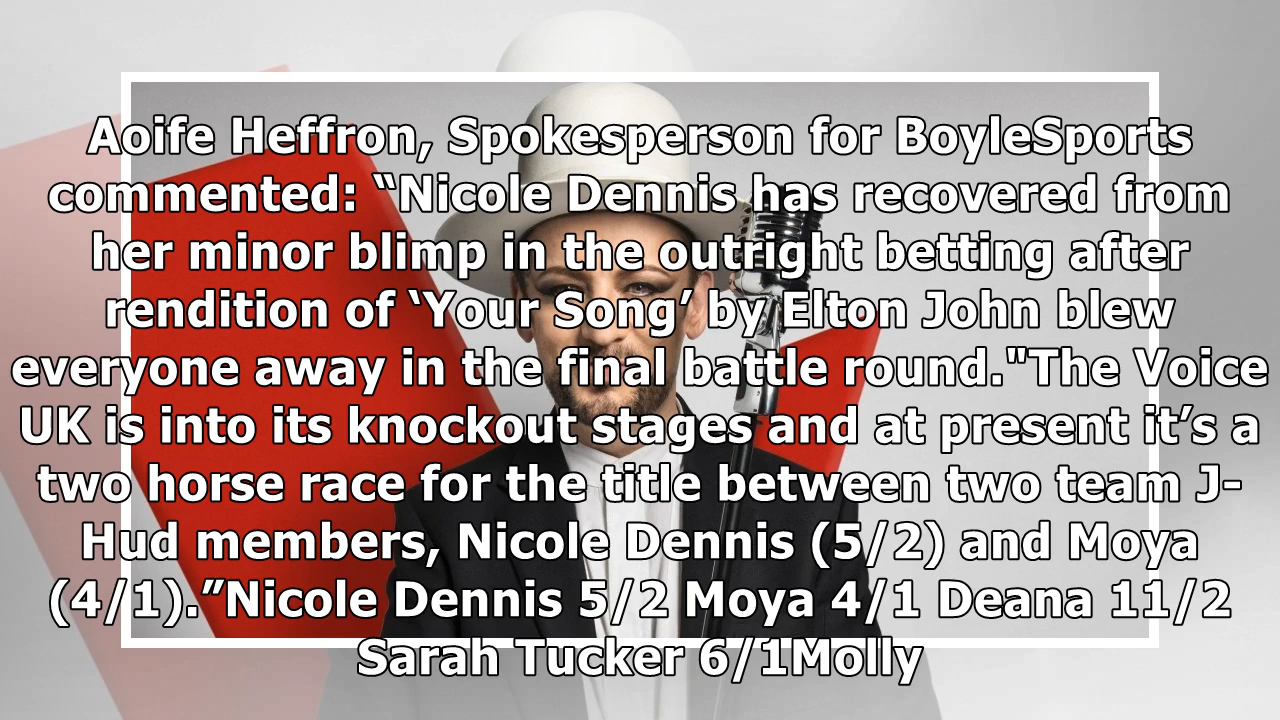 Aoife Heffron, Spokesperson for BoyleSports
commented: “Nicole Dennis has recovered from
her minor blimp in the outright betting after
rendition of ‘Your Song’ by Elton John blew
everyone away in the final battle round."The Voice
UK is into its knockout stages and at present it’s a
two horse race for the title between two team J-
Hud members, Nicole Dennis (5/2) and Moya
(4/1).”Nicole Dennis 5/2 Moya 4/1 Deana 11/2
Sarah Tucker 6/1Molly